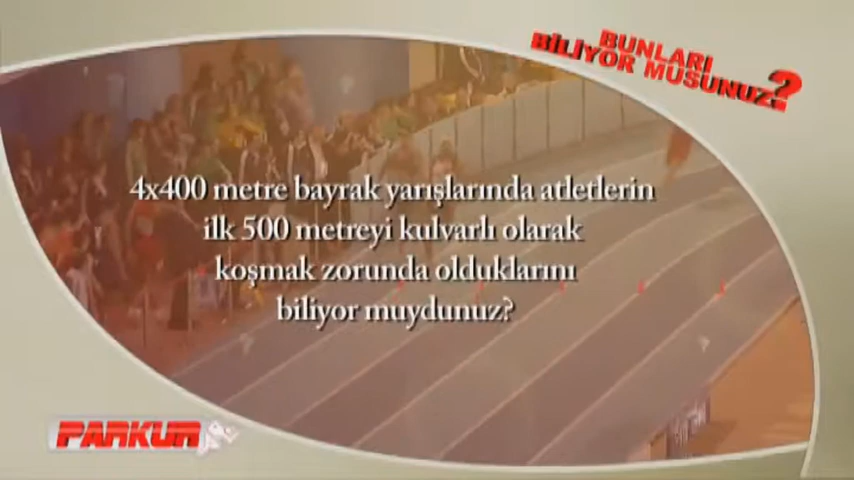 BUNLARI
BİLİYOR MUSUNUZ?
4x400 metre bayrak yarışlarında atletlerin
ilk 500 metreyi kulvarlı olarak
koşmak zorunda olduklarını
biliyor muydunuz?
PARKUR